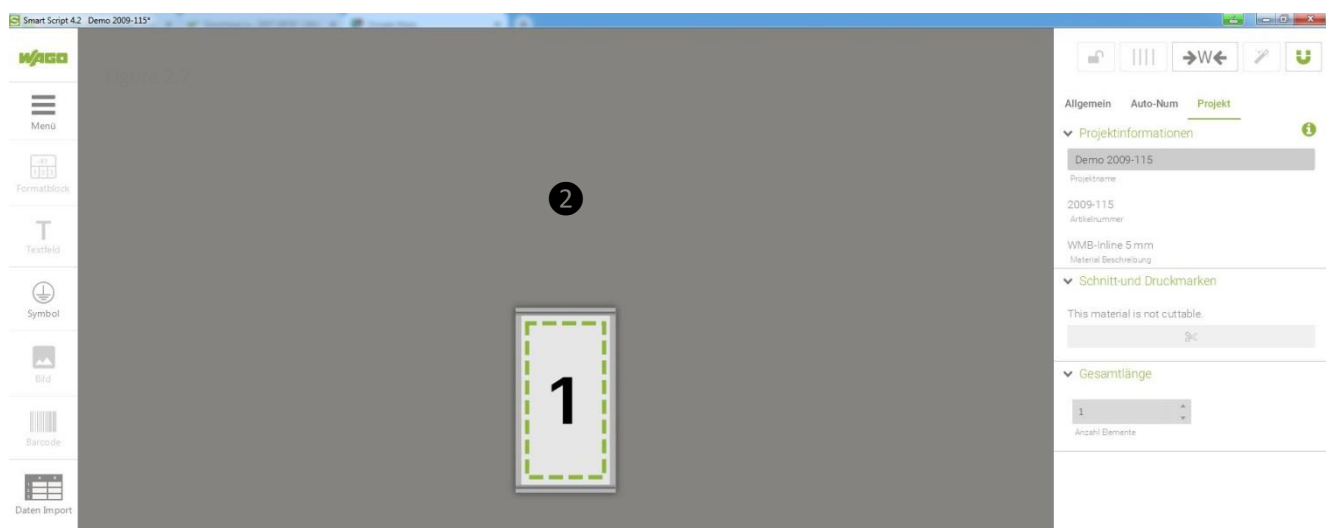 Smart Script 4.2 Demo 2009-115*
WAGO
Menü
Formatblock
Textfeld
Symbol
Bild
Barcode
Daten Import
2
1
→W←
Allgemein Auto-Num Projekt
Projektinformationen
Demo 2009-115
Projektname
2009-115
Artikelnummer
WMB-Inline 5 mm
Material Beschreibung
Schnitt-und Druckmarken
This material is not cuttable.
Gesamtlänge
1
Anzahl Elemente